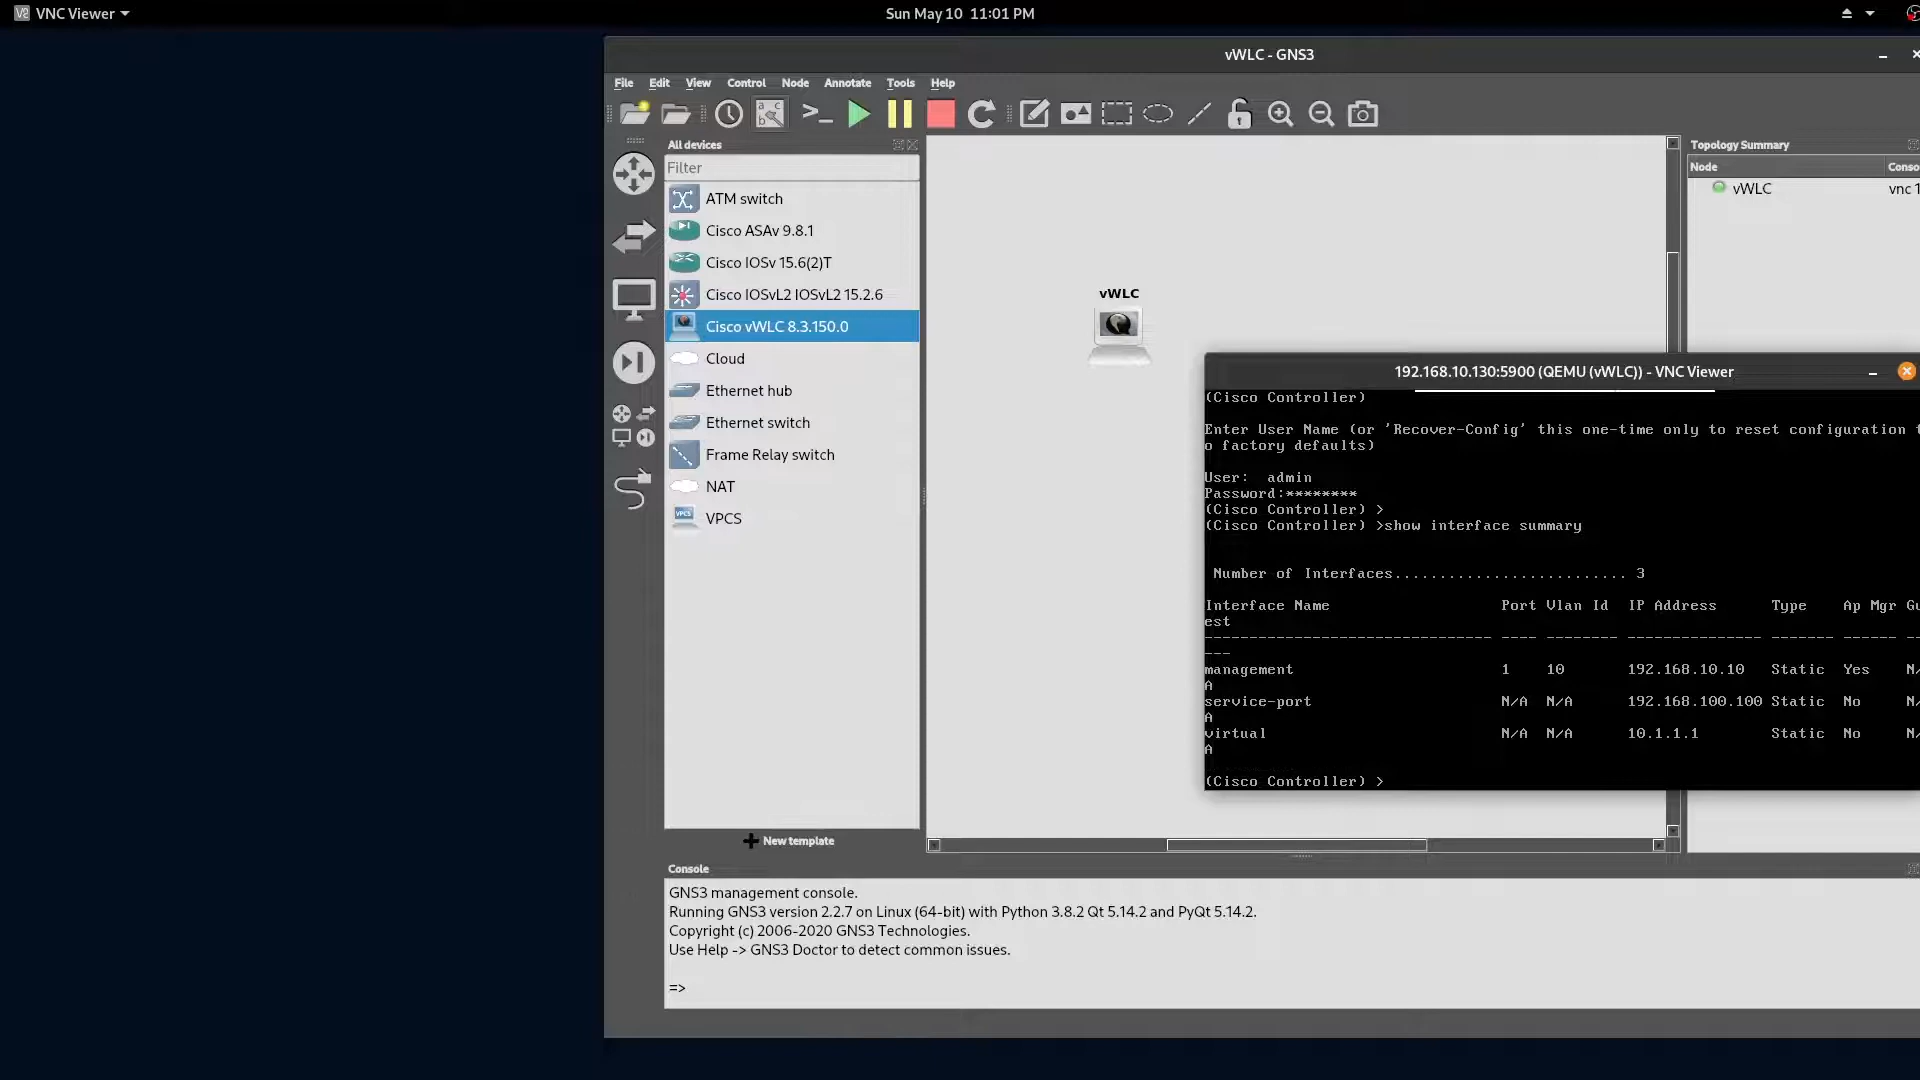 VNC Viewer
Sun May 10 11:01 PM
vWLC - GNS3
File Edit View Control Node Annotate Tools Help
All devices
Filter
ATM switch
Cisco ASAv 9.8.1
Cisco IOSv 15.6(2)T
Cisco IOSvL2 IOSvL2 15.2.6
Cisco vWLC 8.3.150.0
Cloud
Ethernet hub
Ethernet switch
Frame Relay switch
NAT
VPCS
New template
vWLC
Topology Summary
Node Conso
vWLC vnc 1
192.168.10.130:5900 (QEMU (vWLC)) - VNC Viewer
(Cisco Controller)
Enter User Name (or 'Recover-Config' this one-time only to reset configuration t
o factory defaults)
User: admin
Password:********
(Cisco Controller) >
(Cisco Controller) >show interface summary
Number of Interfaces.......................... 3
Interface Name Port Vlan Id IP Address Type Ap Mgr Gu
est
-------------------------------- ---- -------- --------------- ------- ------ --
---
management 1 10 192.168.10.10 Static Yes N/
A
service-port N/A N/A 192.168.100.100 Static No N/
A
virtual N/A N/A 10.1.1.1 Static No N/
A
(Cisco Controller) >
Console
GNS3 management console.
Running GNS3 version 2.2.7 on Linux (64-bit) with Python 3.8.2 Qt 5.14.2 and PyQt 5.14.2.
Copyright (c) 2006-2020 GNS3 Technologies.
Use Help -> GNS3 Doctor to detect common issues.
=>